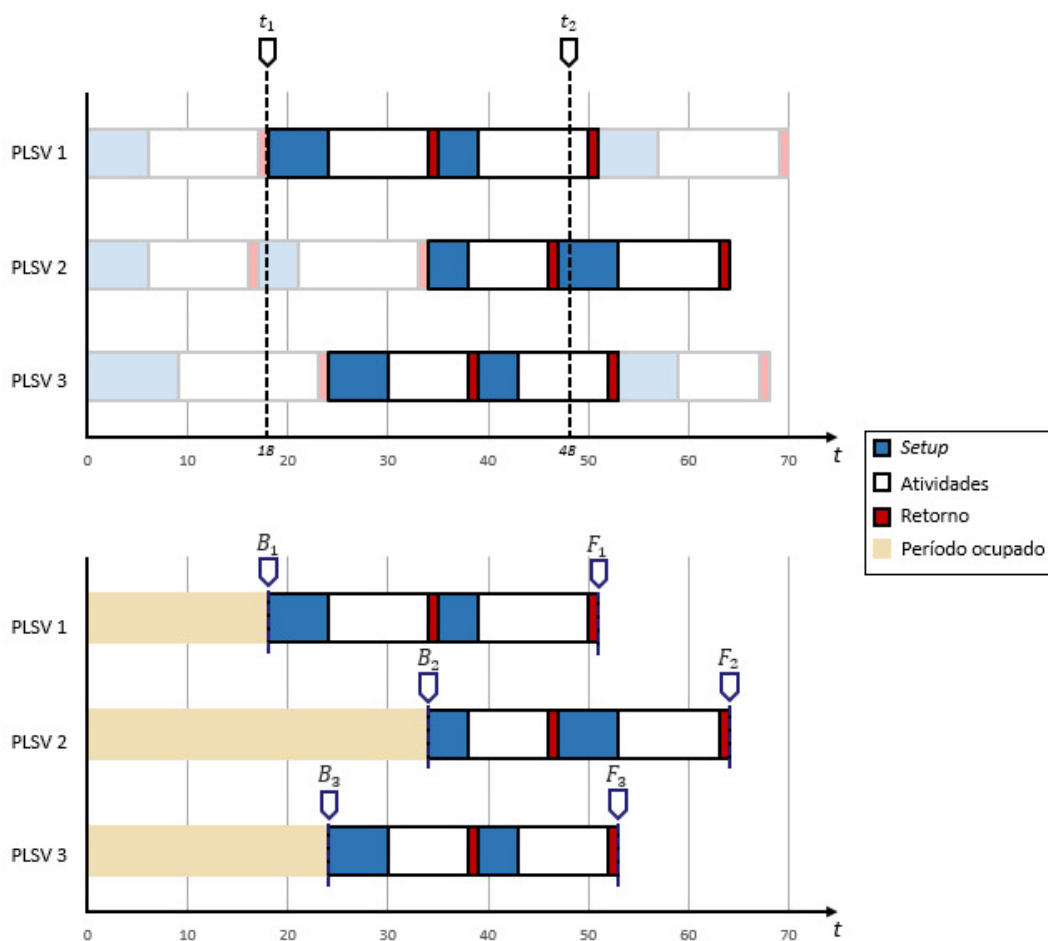 t₁ t₂
PLSV 1
PLSV 2
PLSV 3
0 10 18 20 30 40 48 50 60 70 t
Setup
Atividades
Retorno
Período ocupado
B₁ F₁
PLSV 1
B₂ F₂
PLSV 2
B₃ F₃
PLSV 3
0 10 20 30 40 50 60 70 t